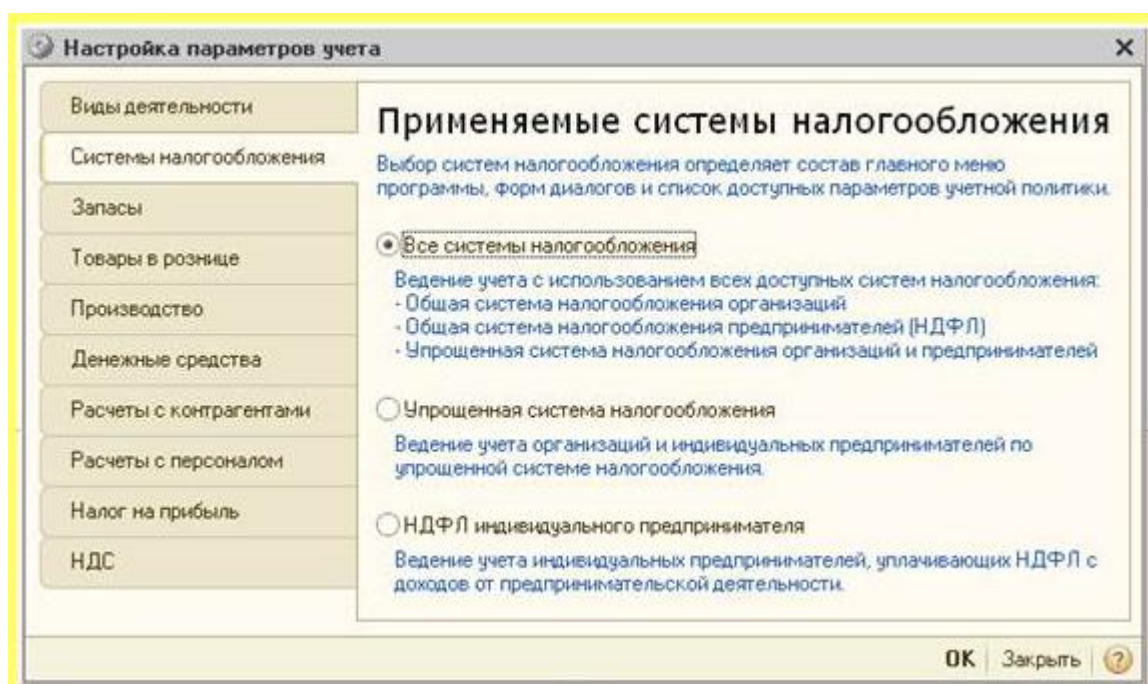 Настройка параметров учета
Виды деятельности
Системы налогообложения
Запасы
Товары в рознице
Производство
Денежные средства
Расчеты с контрагентами
Расчеты с персоналом
Налог на прибыль
НДС
Применяемые системы налогообложения
Выбор систем налогообложения определяет состав главного меню
программы, форм диалогов и список доступных параметров учетной политики.
Все системы налогообложения
Ведение учета с использованием всех доступных систем налогообложения:
- Общая система налогообложения организаций
- Общая система налогообложения предпринимателей (НДФЛ)
- Упрощенная система налогообложения организаций и предпринимателей
Упрощенная система налогообложения
Ведение учета организаций и индивидуальных предпринимателей по
упрощенной системе налогообложения.
НДФЛ индивидуального предпринимателя
Ведение учета индивидуальных предпринимателей, уплачивающих НДФЛ с
доходов от предпринимательской деятельности.
OK Закрыть ?